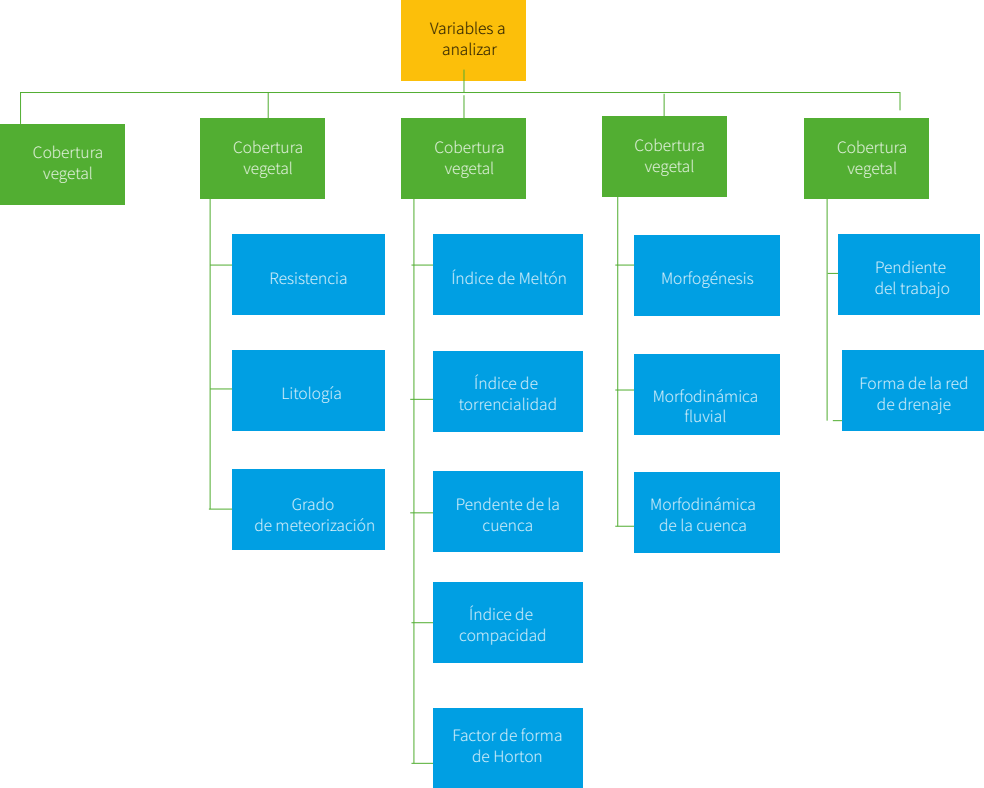 Variables a
analizar
Cobertura
vegetal
Cobertura
vegetal
Cobertura
vegetal
Cobertura
vegetal
Cobertura
vegetal
Resistencia
Litología
Grado
de meteorización
Índice de Meltón
Índice de
torrencialidad
Pendente de la
cuenca
Índice de
compacidad
Factor de forma
de Horton
Morfogénesis
Morfodinámica
fluvial
Morfodinámica
de la cuenca
Pendiente
del trabajo
Forma de la red
de drenaje